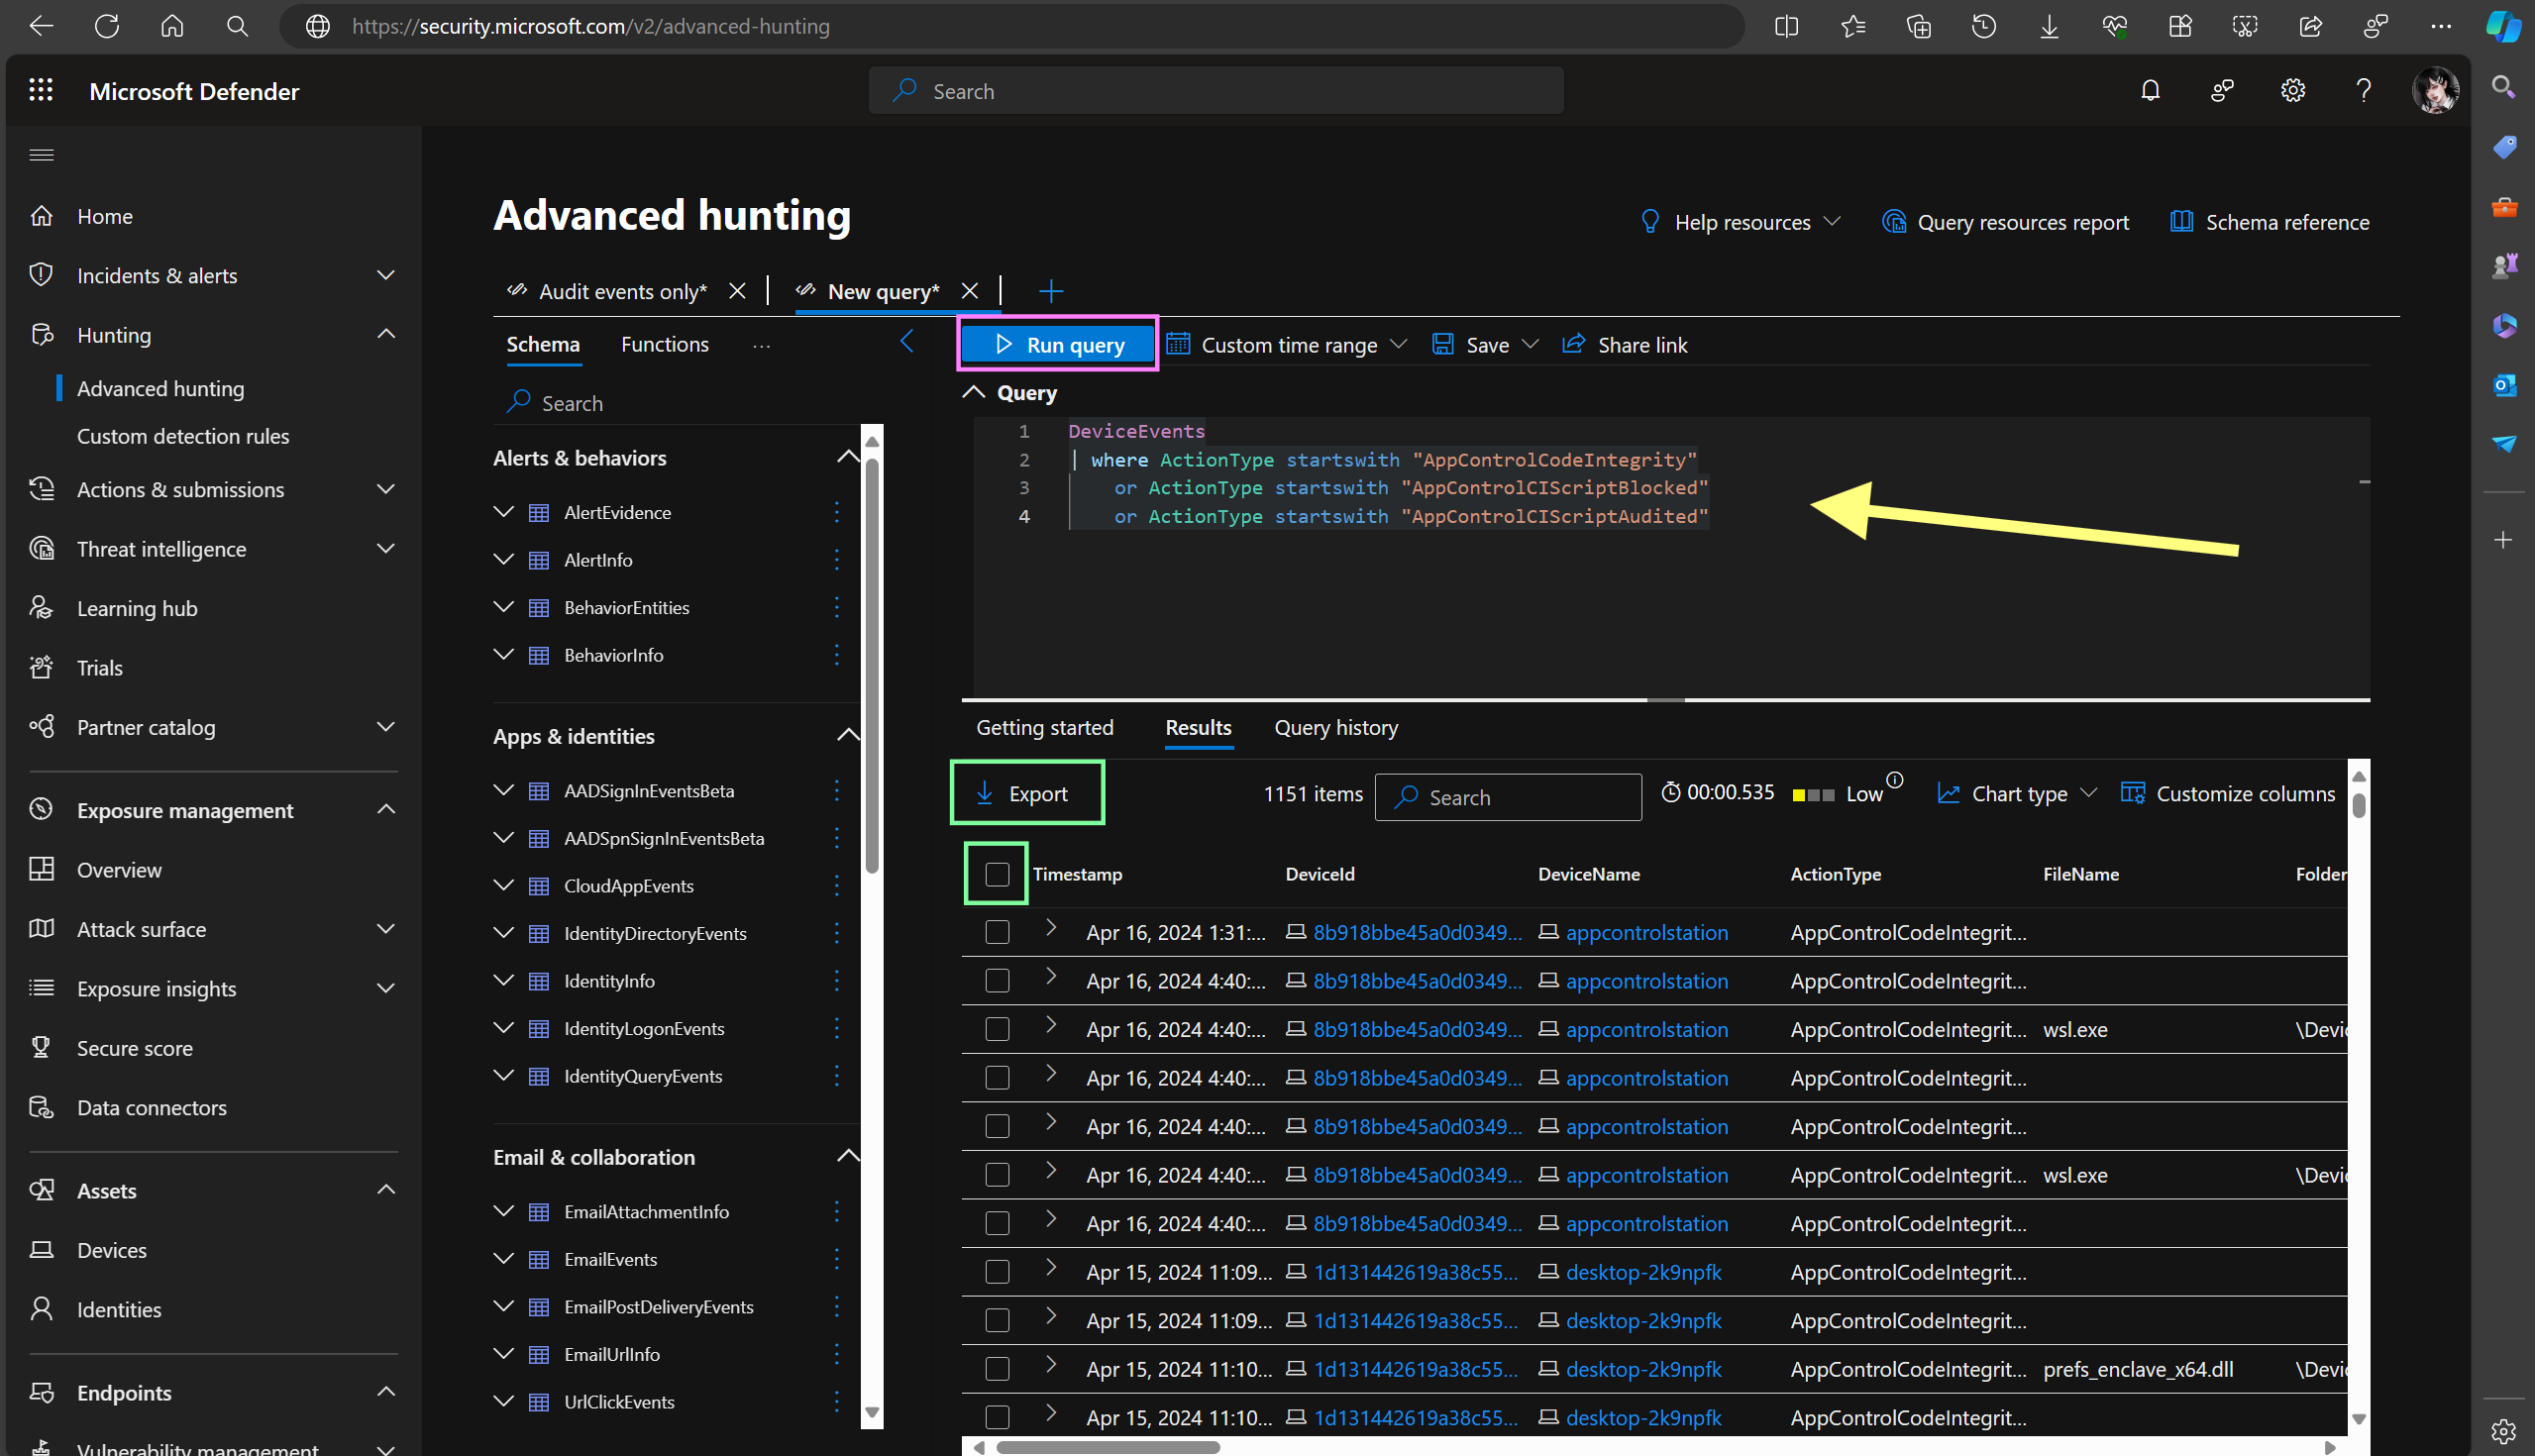 https://security.microsoft.com/v2/advanced-hunting
Microsoft Defender
Search
Home
Incidents & alerts
Hunting
Advanced hunting
Custom detection rules
Actions & submissions
Threat intelligence
Learning hub
Trials
Partner catalog
Exposure management
Overview
Attack surface
Exposure insights
Secure score
Data connectors
Assets
Devices
Identities
Endpoints
Vulnerability management
Advanced hunting
Help resources
Query resources report
Schema reference
Audit events only*
New query*
Schema
Functions
Search
Alerts & behaviors
AlertEvidence
AlertInfo
BehaviorEntities
BehaviorInfo
Apps & identities
AADSignInEventsBeta
AADSpnSignInEventsBeta
CloudAppEvents
IdentityDirectoryEvents
IdentityInfo
IdentityLogonEvents
IdentityQueryEvents
Email & collaboration
EmailAttachmentInfo
EmailEvents
EmailPostDeliveryEvents
EmailUrlInfo
UrlClickEvents
Run query
Custom time range
Save
Share link
Query
1 DeviceEvents
2 | where ActionType startswith "AppControlCodeIntegrity"
3 or ActionType startswith "AppControlCIScriptBlocked"
4 or ActionType startswith "AppControlCIScriptAudited"
Getting started
Results
Query history
Export
1151 items
Search
00:00.535
Low
Chart type
Customize columns
Timestamp DeviceId DeviceName ActionType FileName Folder
Apr 16, 2024 1:31:... 8b918bbe45a0d0349... appcontrolstation AppControlCodeIntegrit...
Apr 16, 2024 4:40:... 8b918bbe45a0d0349... appcontrolstation AppControlCodeIntegrit...
Apr 16, 2024 4:40:... 8b918bbe45a0d0349... appcontrolstation AppControlCodeIntegrit... wsl.exe \Devic
Apr 16, 2024 4:40:... 8b918bbe45a0d0349... appcontrolstation AppControlCodeIntegrit...
Apr 16, 2024 4:40:... 8b918bbe45a0d0349... appcontrolstation AppControlCodeIntegrit...
Apr 16, 2024 4:40:... 8b918bbe45a0d0349... appcontrolstation AppControlCodeIntegrit... wsl.exe \Devic
Apr 16, 2024 4:40:... 8b918bbe45a0d0349... appcontrolstation AppControlCodeIntegrit...
Apr 15, 2024 11:09... 1d131442619a38c55... desktop-2k9npfk AppControlCodeIntegrit...
Apr 15, 2024 11:09... 1d131442619a38c55... desktop-2k9npfk AppControlCodeIntegrit...
Apr 15, 2024 11:10... 1d131442619a38c55... desktop-2k9npfk AppControlCodeIntegrit... prefs_enclave_x64.dll \Devic
Apr 15, 2024 11:10... 1d131442619a38c55... desktop-2k9npfk AppControlCodeIntegrit...